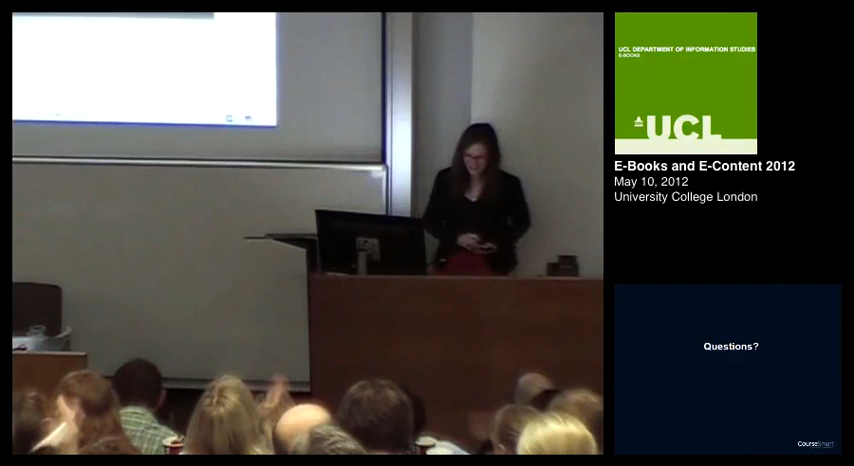 UCL DEPARTMENT OF INFORMATION STUDIES
E-BOOKS
UCL
E-Books and E-Content 2012
May 10, 2012
University College London
Questions?
CourseSmart